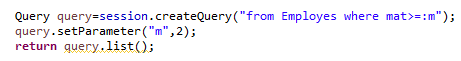 Query query=session.createQuery("from Employes where mat>=:m");
query.setParameter("m",2);
return query.list();